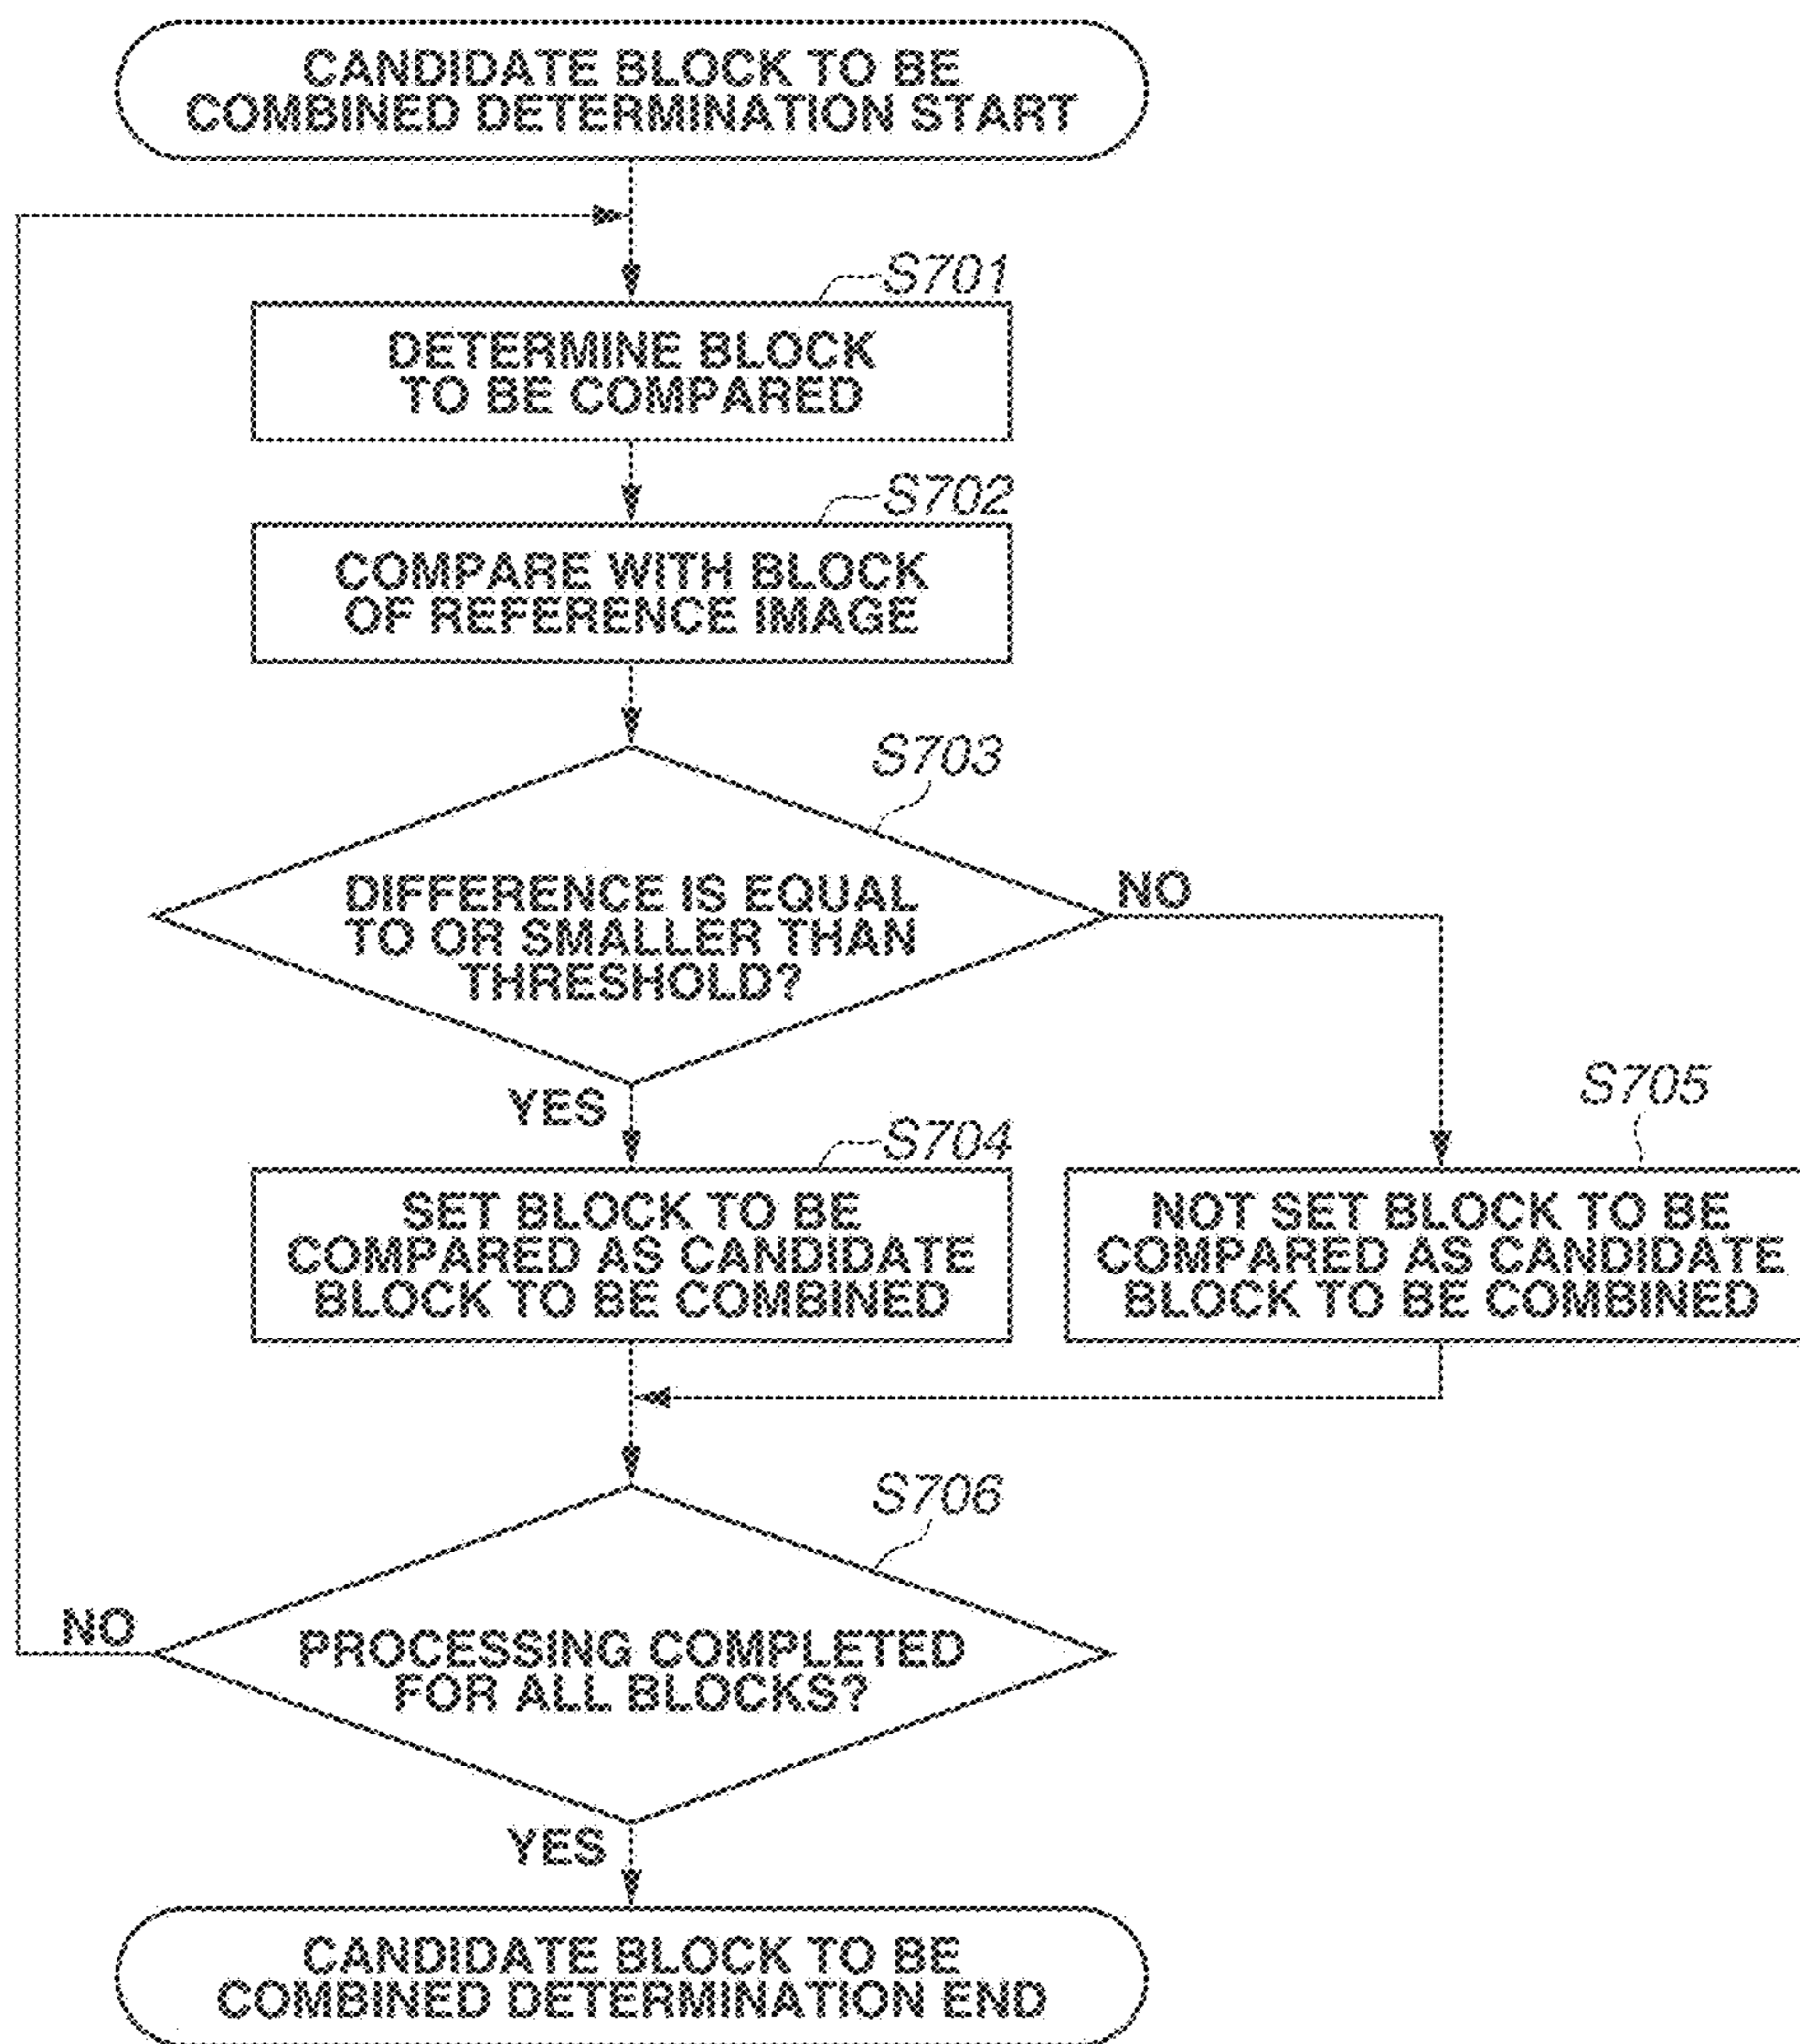 CANDIDATE BLOCK TO BE
COMBINED DETERMINATION START
S701
DETERMINE BLOCK
TO BE COMPARED
S702
COMPARE WITH BLOCK
OF REFERENCE IMAGE
S703
DIFFERENCE IS EQUAL
TO OR SMALLER THAN
THRESHOLD?
NO
YES
S704
SET BLOCK TO BE
COMPARED AS CANDIDATE
BLOCK TO BE COMBINED
S705
NOT SET BLOCK TO BE
COMPARED AS CANDIDATE
BLOCK TO BE COMBINED
S706
PROCESSING COMPLETED
FOR ALL BLOCKS?
NO
YES
CANDIDATE BLOCK TO BE
COMBINED DETERMINATION END